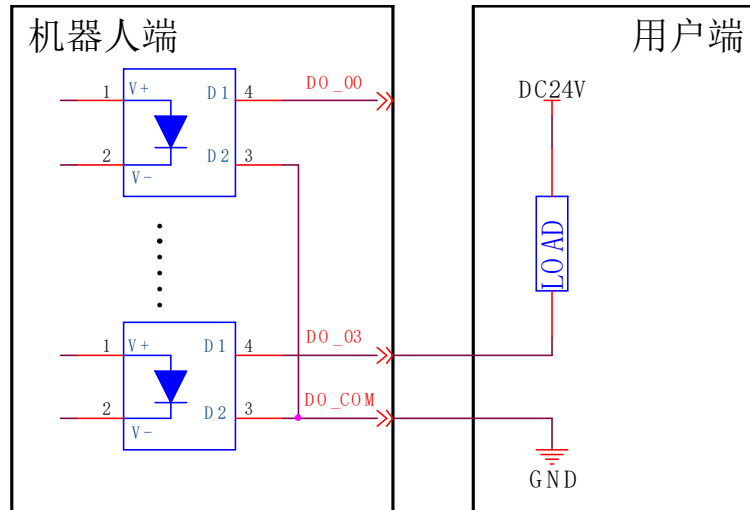 机器人端
用户端
1 V+ D1 4 DO_00
2 V- D2 3
DC24V
LOAD
1 V+ D1 4 DO_03
2 V- D2 3 DO_COM
GND